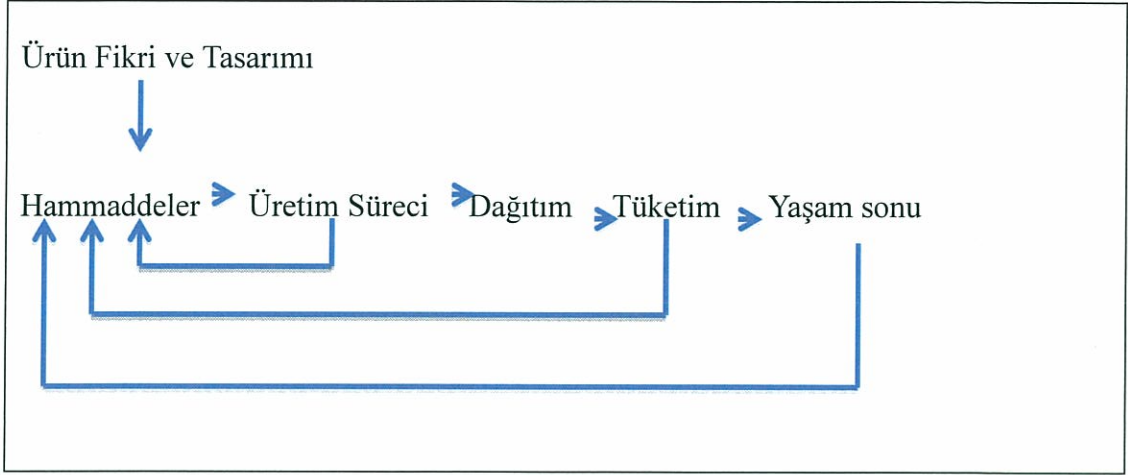 Ürün Fikri ve Tasarımı
Hammaddeler Üretim Süreci Dağıtım Tüketim Yaşam sonu